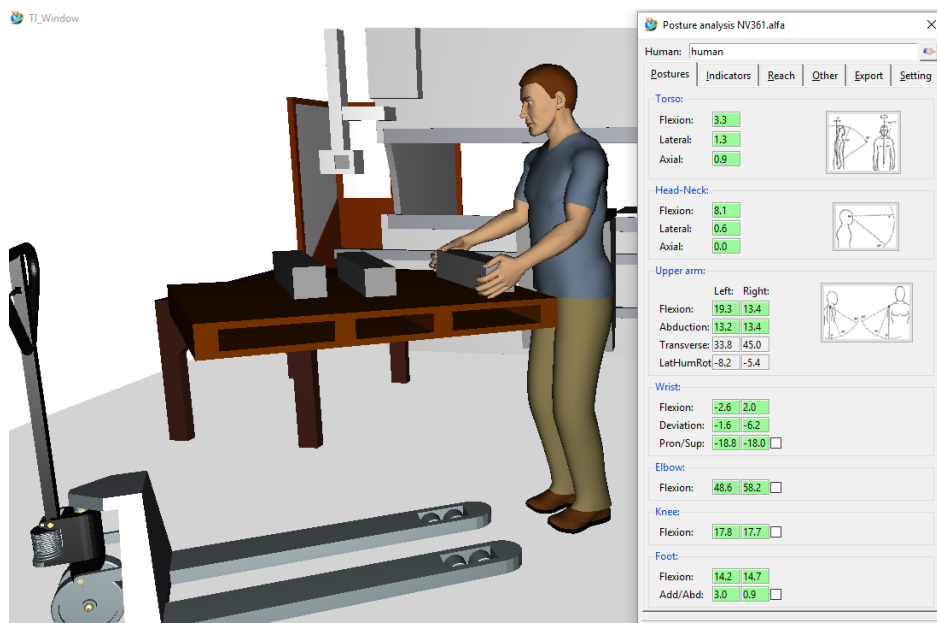 TJ_Window
Posture analysis NV361.alfa
Human: human
Postures Indicators Reach Other Export Setting
Torso:
Flexion: 3.3
Lateral: 1.3
Axial: 0.9
Head-Neck:
Flexion: 8.1
Lateral: 0.6
Axial: 0.0
Upper arm:
Left: Right:
Flexion: 19.3 13.4
Abduction: 13.2 13.4
Transverse: 33.8 45.0
LatHumRot -8.2 -5.4
Wrist:
Flexion: -2.6 2.0
Deviation: -1.6 -6.2
Pron/Sup: -18.8 -18.0
Elbow:
Flexion: 48.6 58.2
Knee:
Flexion: 17.8 17.7
Foot:
Flexion: 14.2 14.7
Add/Abd: 3.0 0.9